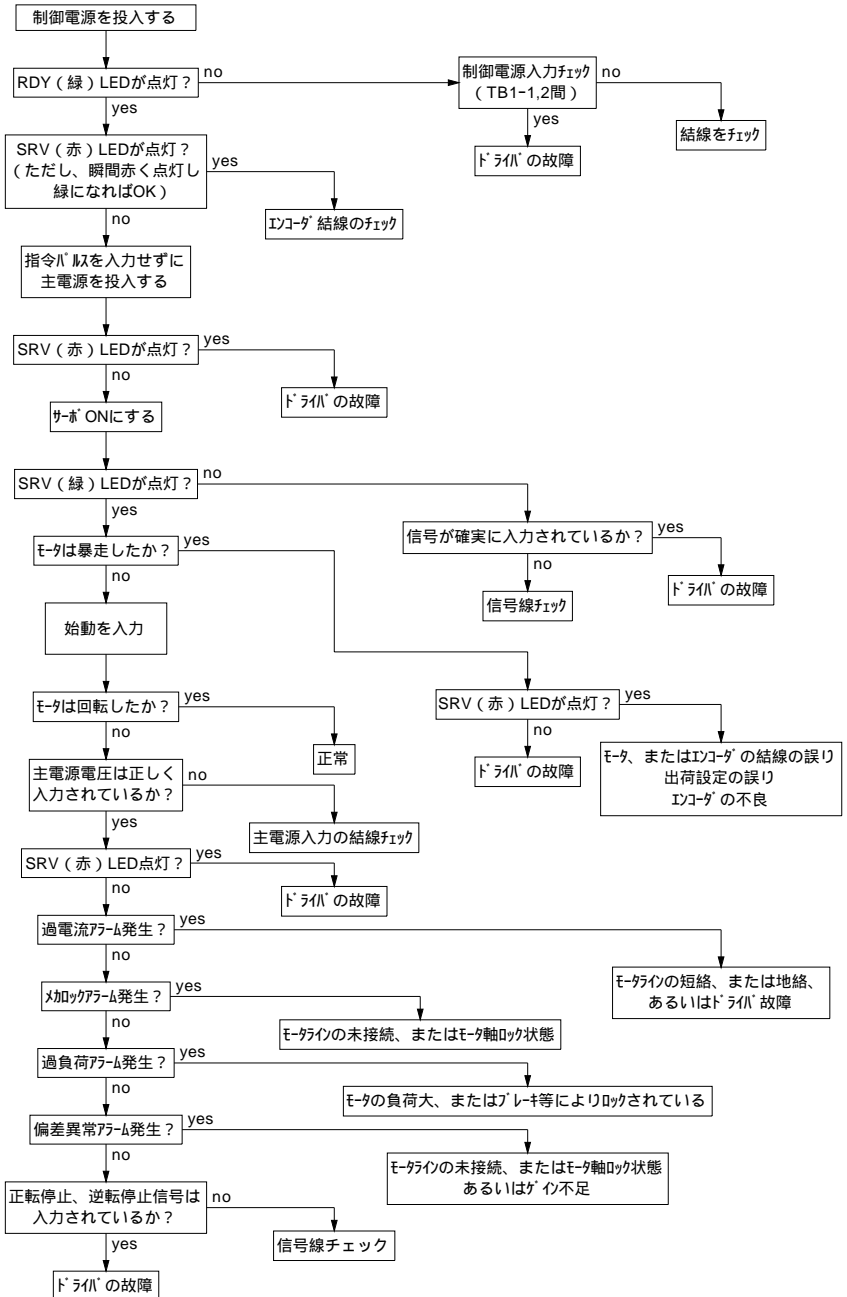 制御電源を投入する
RDY（緑）LEDが点灯？
no
制御電源入力ﾁｪｯｸ
（TB1-1,2間）
no
yes
yes
結線をﾁｪｯｸ
SRV（赤）LEDが点灯？
（ただし、瞬間赤く点灯し
緑になればOK）
yes
ﾄﾞﾗｲﾊﾞの故障
no
ｴﾝｺｰﾀﾞ結線のﾁｪｯｸ
指令ﾊﾟﾙｽを入力せずに
主電源を投入する
SRV（赤）LEDが点灯？
yes
no
ﾄﾞﾗｲﾊﾞの故障
ｻｰﾎﾞONにする
SRV（緑）LEDが点灯？
no
yes
ﾓｰﾀは暴走したか？
yes
信号が確実に入力されているか？
yes
no
no
ﾄﾞﾗｲﾊﾞの故障
信号線ﾁｪｯｸ
始動を入力
ﾓｰﾀは回転したか？
yes
SRV（赤）LEDが点灯？
yes
no
no
正常
ﾄﾞﾗｲﾊﾞの故障
ﾓｰﾀ、またはｴﾝｺｰﾀﾞの結線の誤り
出荷設定の誤り
ｴﾝｺｰﾀﾞの不良
主電源電圧は正しく
入力されているか？
no
yes
主電源入力の結線ﾁｪｯｸ
SRV（赤）LED点灯？
yes
no
ﾄﾞﾗｲﾊﾞの故障
過電流ｱﾗｰﾑ発生？
yes
no
ﾓｰﾀﾗｲﾝの短絡、または地絡、
あるいはﾄﾞﾗｲﾊﾞ故障
ﾒｶﾛｯｸｱﾗｰﾑ発生？
yes
no
ﾓｰﾀﾗｲﾝの未接続、またはﾓｰﾀ軸ﾛｯｸ状態
過負荷ｱﾗｰﾑ発生？
yes
no
ﾓｰﾀの負荷大、またはﾌﾞﾚｰｷ等によりﾛｯｸされている
偏差異常ｱﾗｰﾑ発生？
yes
no
ﾓｰﾀﾗｲﾝの未接続、またはﾓｰﾀ軸ﾛｯｸ状態
あるいはｹﾞｲﾝ不足
正転停止、逆転停止信号は
入力されているか？
no
yes
信号線チェック
ﾄﾞﾗｲﾊﾞの故障